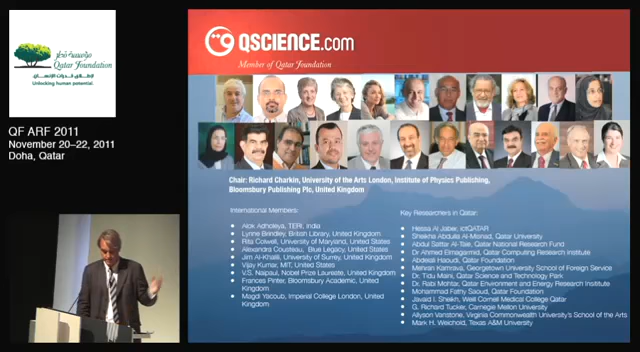 مؤسسة قطر
Qatar Foundation
لإطلاق قدرات الإنسان.
Unlocking human potential.
QF ARF 2011
November 20–22, 2011
Doha, Qatar
QSCIENCE.com
Member of Qatar Foundation
Chair: Richard Charkin, University of the Arts London, Institute of Physics Publishing,
Bloomsbury Publishing Plc, United Kingdom
International Members:
Alok Adholeya, TERI, India
Lynne Brindley, British Library, United Kingdom
Rita Colwell, University of Maryland, United States
Alexandra Cousteau, Blue Legacy, United States
Jim Al-Khalili, University of Surrey, United Kingdom
Vijay Kumar, MIT, United States
V.S. Naipaul, Nobel Prize Laureate, United Kingdom
Frances Pinter, Bloomsbury Academic, United
Kingdom
Magdi Yacoub, Imperial College London, United
Kingdom
Key Researchers in Qatar:
Hessa Al Jaber, ictQATAR
Sheikha Abdulla Al-Misnad, Qatar University
Abdul Sattar Al-Taie, Qatar National Research Fund
Dr Ahmed Elmagarmid, Qatar Computing Research Institute
Abdelali Haoudi, Qatar Foundation
Mehran Kamrava, Georgetown University School of Foreign Service
Dr. Tidu Maini, Qatar Science and Technology Park
Dr. Rabi Mohtar, Qatar Environment and Energy Research Institute
Mohammad Fathy Saoud, Qatar Foundation
Javaid I. Sheikh, Weill Cornell Medical College Qatar
G. Richard Tucker, Carnegie Mellon University
Allyson Vanstone, Virginia Commonwealth University's School of the Arts
Mark H. Weichold, Texas A&M University